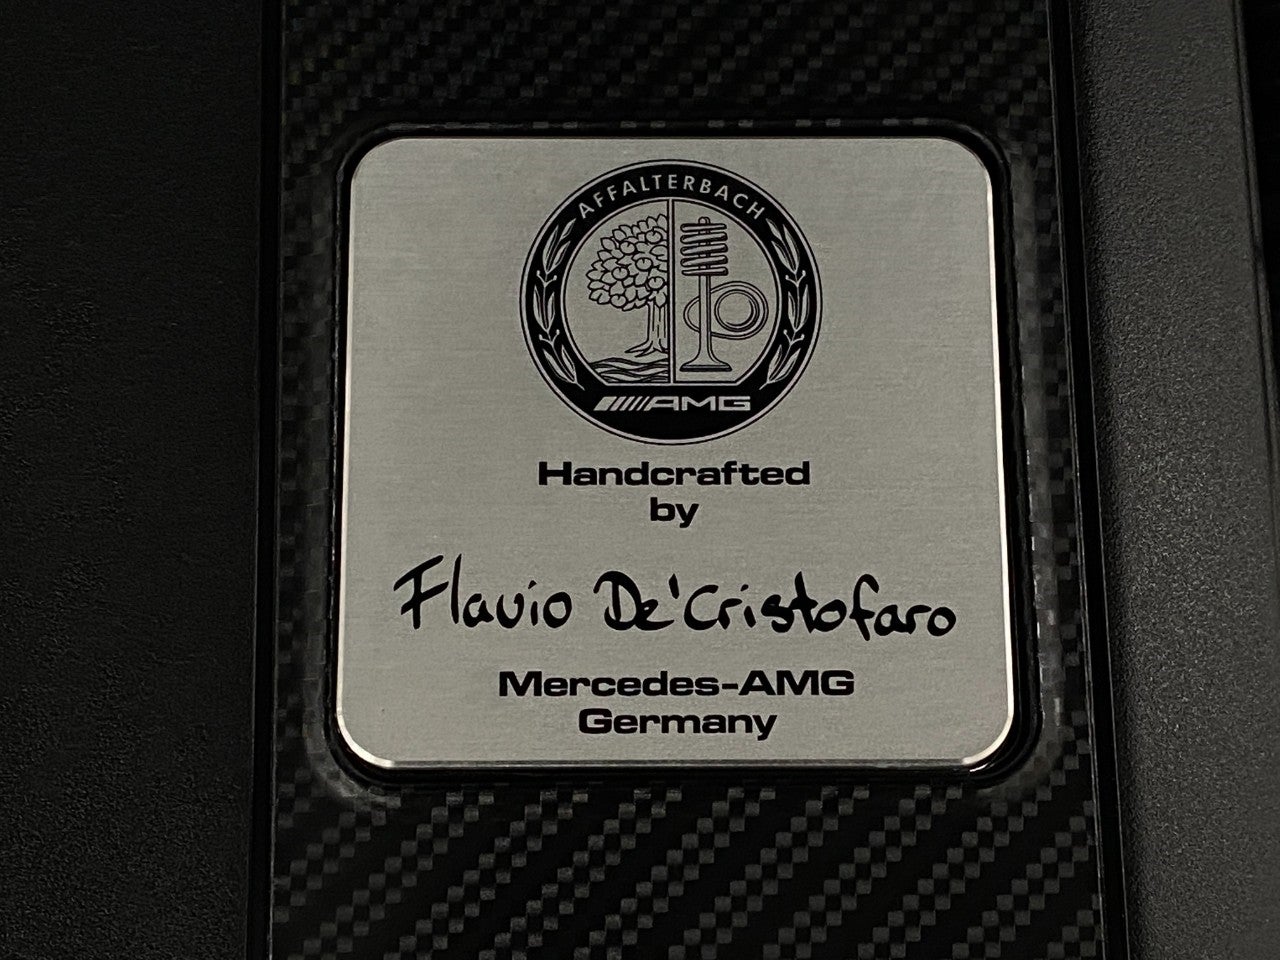 AFFALTERBACH
AMG
Handcrafted
by
Flavio De'Cristofaro
Mercedes-AMG
Germany